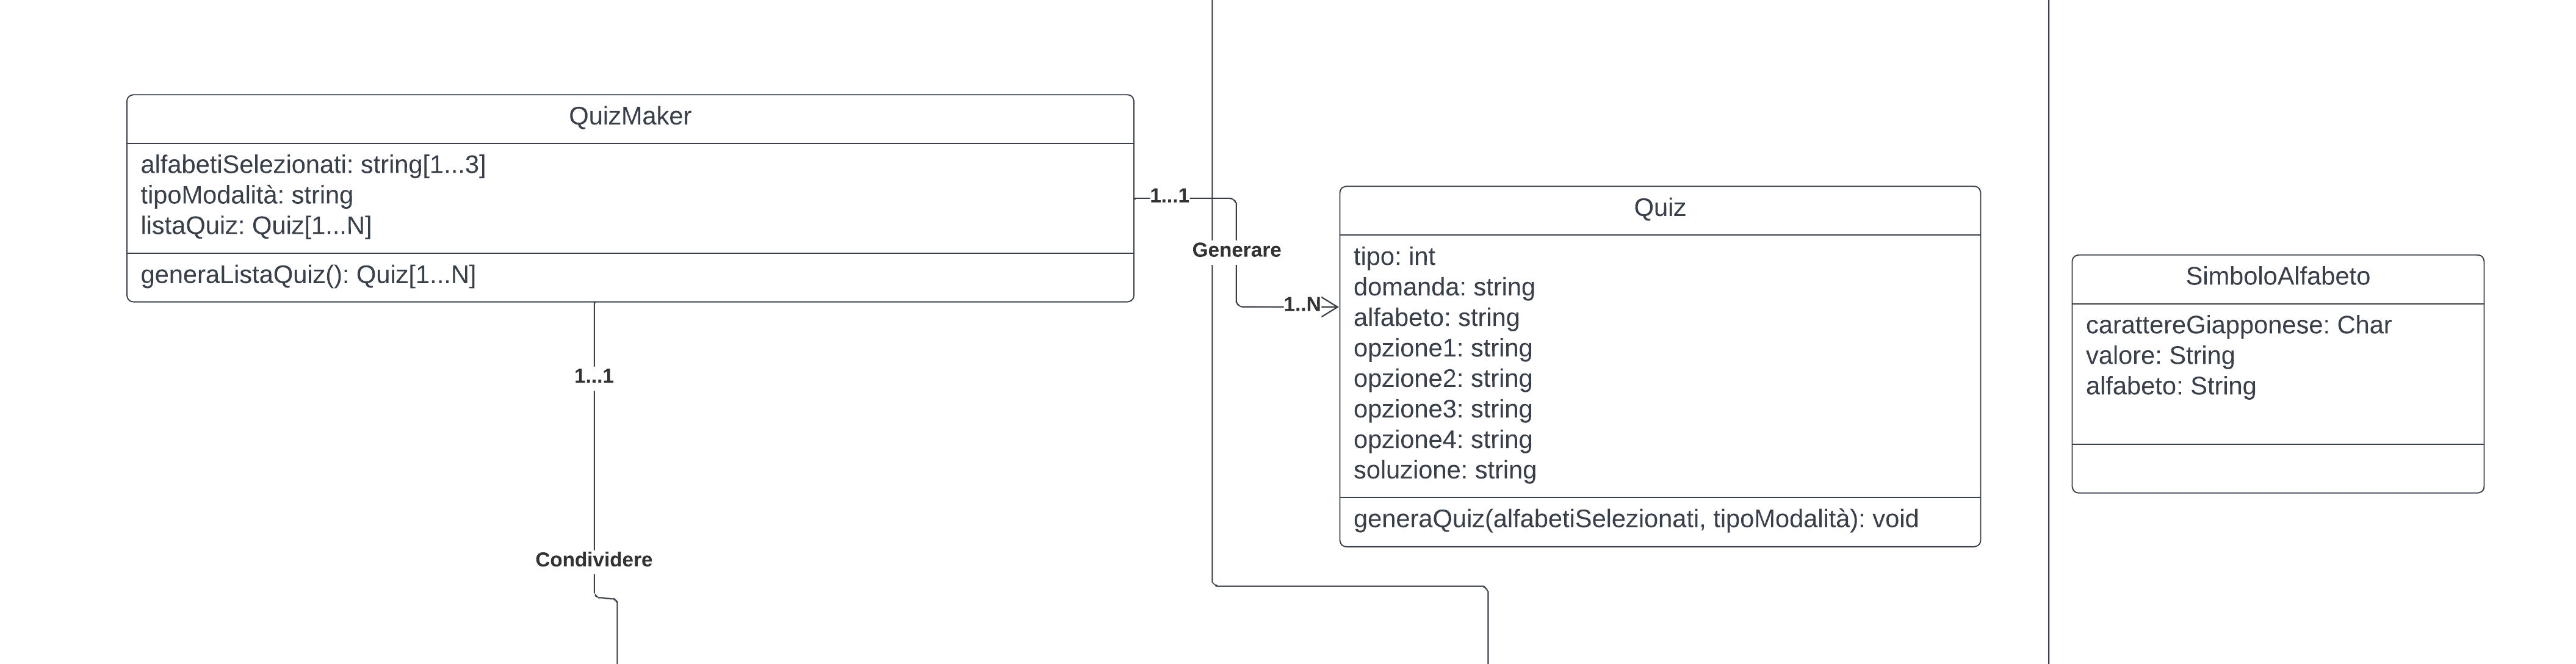 QuizMaker
alfabetiSelezionati: string[1...3]
tipoModalità: string
listaQuiz: Quiz[1...N]
generaListaQuiz(): Quiz[1...N]
1...1
Generare
1..N
1...1
Condividere
Quiz
tipo: int
domanda: string
alfabeto: string
opzione1: string
opzione2: string
opzione3: string
opzione4: string
soluzione: string
generaQuiz(alfabetiSelezionati, tipoModalità): void
SimboloAlfabeto
carattereGiapponese: Char
valore: String
alfabeto: String